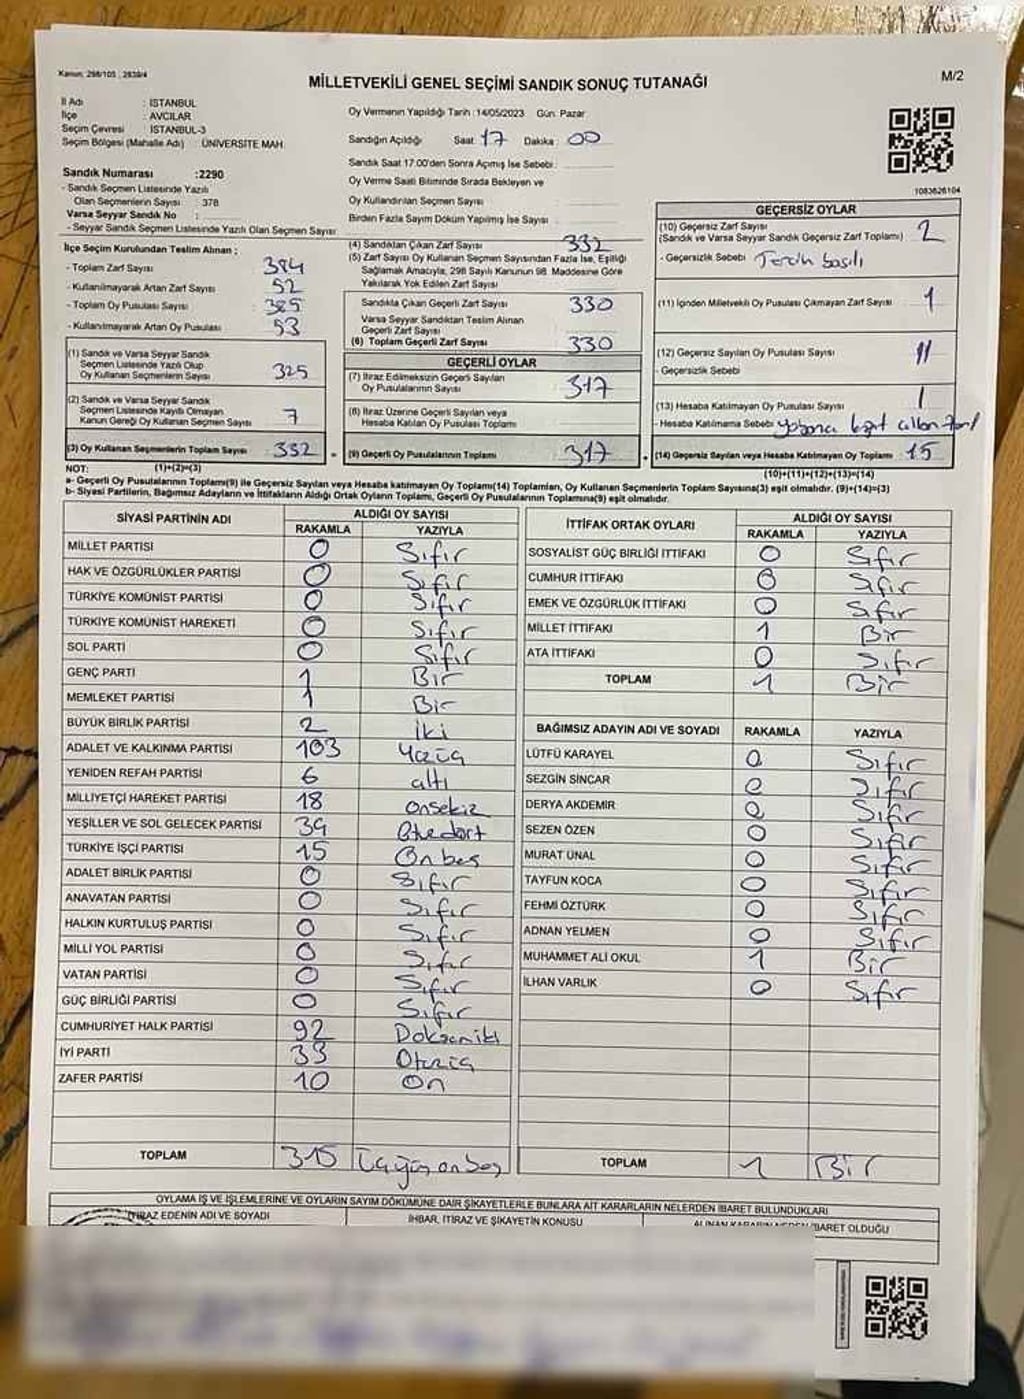 Kanun: 298/105 , 2839/4
MİLLETVEKİLİ GENEL SEÇİMİ SANDIK SONUÇ TUTANAĞI
M/2
İl Adı : İSTANBUL
İlçe : AVCILAR
Seçim Çevresi : İSTANBUL-3
Seçim Bölgesi (Mahalle Adı) ÜNİVERSİTE MAH.
Sandık Numarası :2290
- Sandık Seçmen Listesinde Yazılı
Olan Seçmenlerin Sayısı : 378
Varsa Seyyar Sandık No :
- Seyyar Sandık Seçmen Listesinde Yazılı Olan Seçmen Sayısı
Oy Vermenin Yapıldığı Tarih : 14/05/2023 Gün: Pazar
Sandığın Açıldığı Saat 17 Dakika : 00
Sandık Saat 17:00'den Sonra Açımış İse Sebebi :
Oy Verme Saati Bitiminde Sırada Bekleyen ve
Oy Kullandırılan Seçmen Sayısı
Birden Fazla Sayım Döküm Yapılmış İse Sayısı
1083626104
İlçe Seçim Kurulundan Teslim Alınan ;
- Toplam Zarf Sayısı 384
- Kullanılmayarak Artan Zarf Sayısı 52
- Toplam Oy Pusulası Sayısı : 385
- Kullanılmayarak Artan Oy Pusulası 53
(1) Sandık ve Varsa Seyyar Sandık
Seçmen Listesinde Yazılı Olup
Oy Kullanan Seçmenlerin Sayısı 325
(2) Sandık ve Varsa Seyyar Sandık
Seçmen Listesinde Kayıtlı Olmayan
Kanun Gereği Oy Kullanan Seçmen Sayısı 7
(3) Oy Kullanan Seçmenlerin Toplam Sayısı 332 =
(4) Sandıktan Çıkan Zarf Sayısı 332
(5) Zarf Sayısı Oy Kullanan Seçmen Sayısından Fazla İse, Eşitliği
Sağlamak Amacıyla, 298 Sayılı Kanunun 98. Maddesine Göre
Yakılarak Yok Edilen Zarf Sayısı
Sandıkla Çıkan Geçerli Zarf Sayısı 330
Varsa Seyyar Sandıktan Teslim Alınan
Geçerli Zarf Sayısı
(6) Toplam Geçerli Zarf Sayısı 330
GEÇERLİ OYLAR
(7) İtiraz Edilmeksizin Geçerli Sayılan
Oy Pusulalarının Sayısı 317
(8) İtiraz Üzerine Geçerli Sayılan veya
Hesaba Katılan Oy Pusulası Toplamı
(9) Geçerli Oy Pusulalarının Toplamı 317 +
GEÇERSİZ OYLAR
(10) Geçersiz Zarf Sayısı
(Sandık ve Varsa Seyyar Sandık Geçersiz Zarf Toplamı) 2
- Geçersizlik Sebebi Tercih basılı
(11) İçinden Milletvekili Oy Pusulası Çıkmayan Zarf Sayısı 1
(12) Geçersiz Sayılan Oy Pusulası Sayısı 11
- Geçersizlik Sebebi
(13) Hesaba Katılmayan Oy Pusulası Sayısı 1
- Hesaba Katılmama Sebebi
(14) Geçersiz Sayılan veya Hesaba Katılmayan Oy Toplamı 15
NOT: (1)+(2)=(3)
(10)+(11)+(12)+(13)=(14)
a- Geçerli Oy Pusulalarının Toplamı(9) ile Geçersiz veya Hesaba katılmayan Oy Toplamı(14) Toplamları, Oy Kullanan Seçmenlerin Toplam Sayısına(3) eşit olmalıdır. (9)+(14)=(3)
b- Siyasi Partilerin, Bağımsız Adayların ve İttifakların Aldığı Ortak Oyların Toplamı, Geçerli Oy Pusulalarının Toplamına(9) eşit olmalıdır.
SİYASİ PARTİNİN ADI ALDIĞI OY SAYISI
RAKAMLA YAZIYLA
MİLLET PARTİSİ 0 Sıfır
HAK VE ÖZGÜRLÜKLER PARTİSİ 0 Sıfır
TÜRKİYE KOMÜNİST PARTİSİ 0 Sıfır
TÜRKİYE KOMÜNİST HAREKETİ 0 Sıfır
SOL PARTİ 0 Sıfır
GENÇ PARTİ 1 Bir
MEMLEKET PARTİSİ 1 Bir
BÜYÜK BİRLİK PARTİSİ 2 iki
ADALET VE KALKINMA PARTİSİ 103 Yüzüç
YENİDEN REFAH PARTİSİ 6 altı
MİLLİYETÇİ HAREKET PARTİSİ 18 onsekiz
YEŞİLLER VE SOL GELECEK PARTİSİ 34 Otuzdört
TÜRKİYE İŞÇİ PARTİSİ 15 Onbeş
ADALET BİRLİK PARTİSİ 0 Sıfır
ANAVATAN PARTİSİ 0 Sıfır
HALKIN KURTULUŞ PARTİSİ 0 Sıfır
MİLLİ YOL PARTİSİ 0 Sıfır
VATAN PARTİSİ 0 Sıfır
GÜÇ BİRLİĞİ PARTİSİ 0 Sıfır
CUMHURİYET HALK PARTİSİ 92 Doksaniki
İYİ PARTİ 33 Otuzüç
ZAFER PARTİSİ 10 On
TOPLAM 315 Üçyüzonbeş
İTTİFAK ORTAK OYLARI ALDIĞI OY SAYISI
RAKAMLA YAZIYLA
SOSYALİST GÜÇ BİRLİĞİ İTTİFAKI 0 Sıfır
CUMHUR İTTİFAKI 0 Sıfır
EMEK VE ÖZGÜRLÜK İTTİFAKI 0 Sıfır
MİLLET İTTİFAKI 1 Bir
ATA İTTİFAKI 0 Sıfır
TOPLAM 1 Bir
BAĞIMSIZ ADAYIN ADI VE SOYADI RAKAMLA YAZIYLA
LÜTFÜ KARAYEL 0 Sıfır
SEZGİN SİNCAR 0 Sıfır
DERYA AKDEMİR 0 Sıfır
SEZEN ÖZEN 0 Sıfır
MURAT ÜNAL 0 Sıfır
TAYFUN KOCA 0 Sıfır
FEHMİ ÖZTÜRK 0 Sıfır
ADNAN YELMEN 0 Sıfır
MUHAMMET ALİ OKUL 1 Bir
İLHAN VARLIK 0 Sıfır
TOPLAM 1 Bir
OYLAMA İŞ VE İŞLEMLERİNE VE OYLARIN SAYIM DÖKÜMÜNE DAİR ŞİKAYETLERLE BUNLARA AİT KARARLARIN NELERDEN İBARET BULUNDUKLARI
İTİRAZ EDENİN ADI VE SOYADI İHBAR, İTİRAZ VE ŞİKAYETİN KONUSU ALINAN KARARIN NEDEN İBARET OLDUĞU